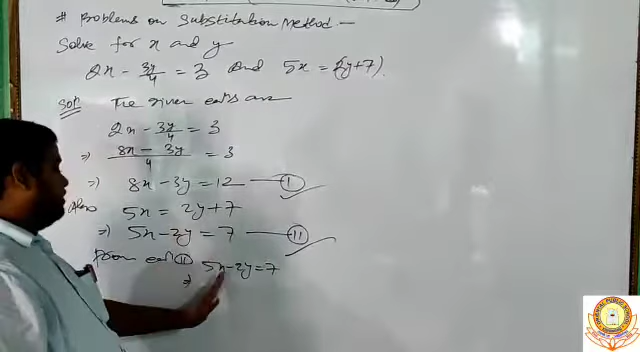 # Problems on Substitution Method.—
Solve for x and y
2x - 3y/4 = 3 and 5x = (2y+7).
Solⁿ The given eqⁿs are
2x - 3y/4 = 3
⇒ (8x - 3y)/4 = 3
⇒ 8x - 3y = 12 — (I)
Also 5x = 2y+7
⇒ 5x - 2y = 7 — (II)
From eqⁿ (II) 5x - 2y = 7
⇒